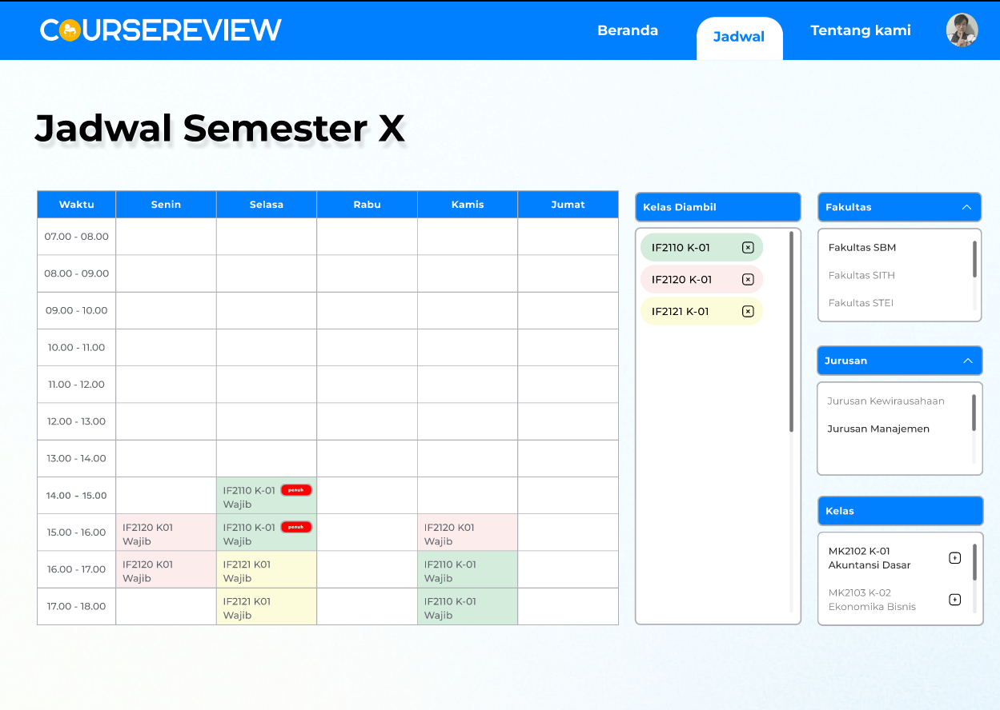 COURSEREVIEW
Beranda
Jadwal
Tentang kami
Jadwal Semester X
Waktu Senin Selasa Rabu Kamis Jumat
07.00 - 08.00
08.00 - 09.00
09.00 - 10.00
10.00 - 11.00
11.00 - 12.00
12.00 - 13.00
13.00 - 14.00
14.00 - 15.00
IF2110 K-01 penuh
Wajib
15.00 - 16.00
IF2120 K01
Wajib
IF2110 K-01 penuh
Wajib
IF2120 K01
Wajib
16.00 - 17.00
IF2120 K01
Wajib
IF2121 K01
Wajib
IF2110 K-01
Wajib
17.00 - 18.00
IF2121 K01
Wajib
IF2110 K-01
Wajib
Kelas Diambil
IF2110 K-01
IF2120 K-01
IF2121 K-01
Fakultas
Fakultas SBM
Fakultas SITH
Fakultas STEI
Jurusan
Jurusan Kewirausahaan
Jurusan Manajemen
Kelas
MK2102 K-01
Akuntansi Dasar
MK2103 K-02
Ekonomika Bisnis